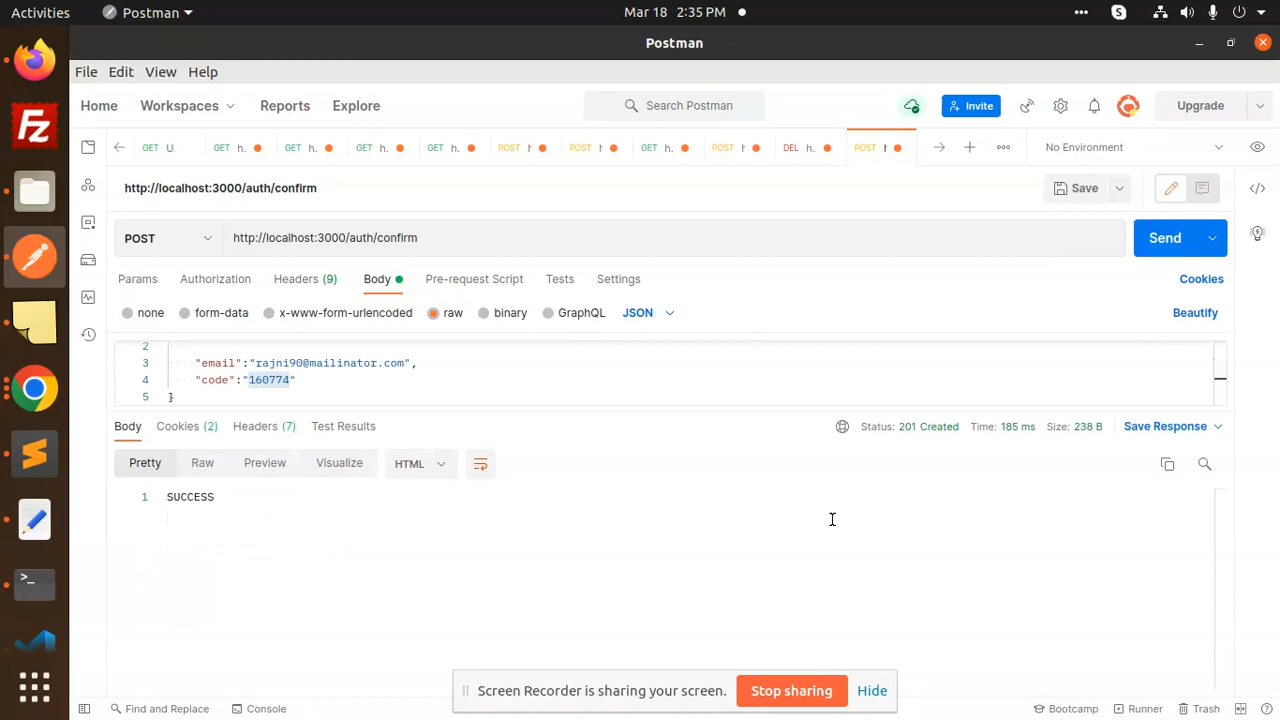 Activities Postman Mar 18 2:35 PM
Postman
File Edit View Help
Home Workspaces Reports Explore Search Postman Invite Upgrade
GET U. GET h. GET h. GET h. GET h. POST h POST h GET h. POST h DEL h. POST h No Environment
http://localhost:3000/auth/confirm Save
POST http://localhost:3000/auth/confirm Send
Params Authorization Headers (9) Body Pre-request Script Tests Settings Cookies
none form-data x-www-form-urlencoded raw binary GraphQL JSON Beautify
2
3 "email":"rajni90@mailinator.com",
4 "code":"160774"
5 }
Body Cookies (2) Headers (7) Test Results Status: 201 Created Time: 185 ms Size: 238 B Save Response
Pretty Raw Preview Visualize HTML
1 SUCCESS
Screen Recorder is sharing your screen. Stop sharing Hide
Find and Replace Console Bootcamp Runner Trash